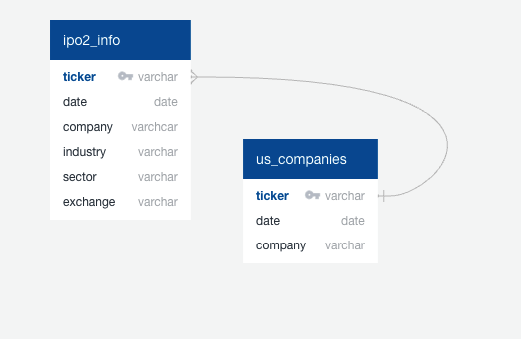 ipo2_info
ticker varchar
date date
company varchcar
industry varchar
sector varchar
exchange varchar
us_companies
ticker varchar
date date
company varchar